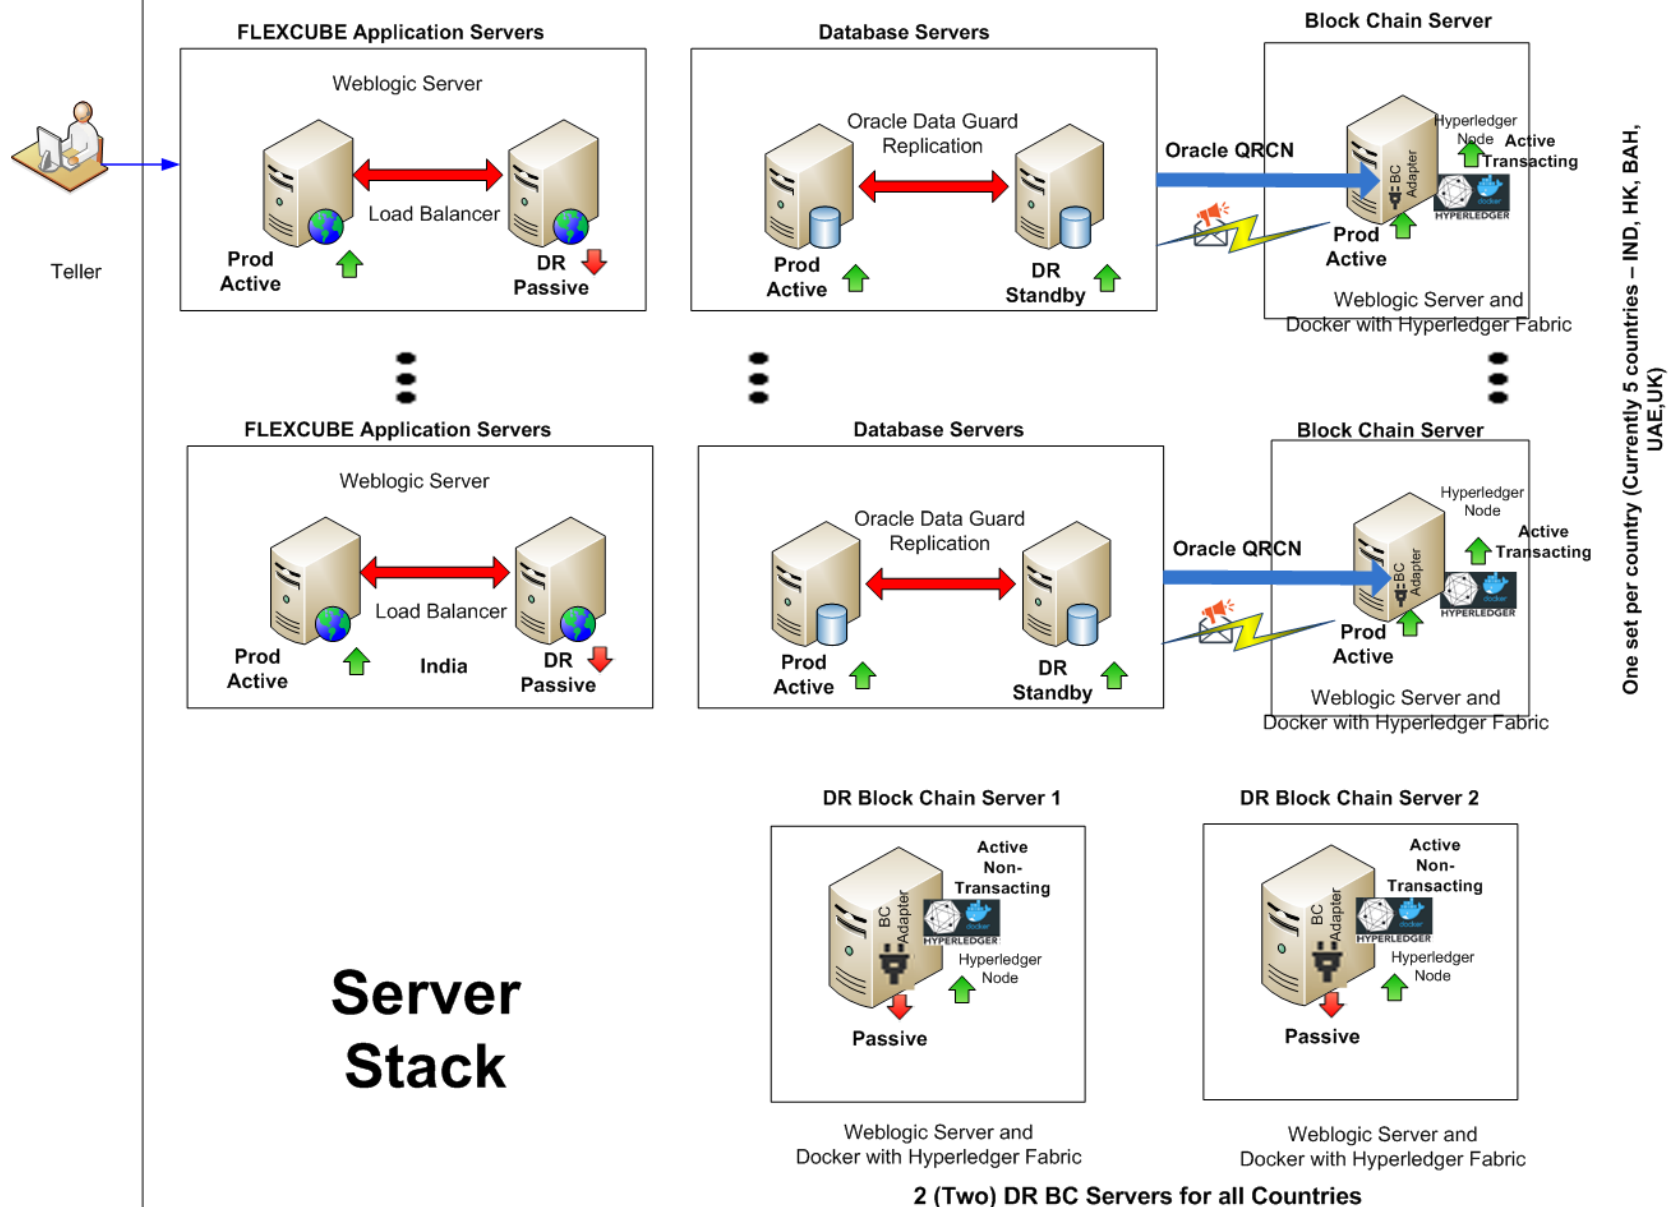 FLEXCUBE Application Servers
Database Servers
Block Chain Server
Weblogic Server
Load Balancer
Prod
Active
DR
Passive
Oracle Data Guard
Replication
Prod
Active
DR
Standby
Oracle QRCN
Hyperledger
Node
Active
Transacting
BC
Adapter
docker
HYPERLEDGER
Prod
Active
Weblogic Server and
Docker with Hyperledger Fabric
Teller
One set per country (Currently 5 countries – IND, HK, BAH,
UAE,UK)
FLEXCUBE Application Servers
Database Servers
Block Chain Server
Weblogic Server
Load Balancer
Prod
Active
India
DR
Passive
Oracle Data Guard
Replication
Prod
Active
DR
Standby
Oracle QRCN
Hyperledger
Node
Active
Transacting
BC
Adapter
docker
HYPERLEDGER
Prod
Active
Weblogic Server and
Docker with Hyperledger Fabric
Server
Stack
DR Block Chain Server 1
Active
Non-
Transacting
BC
Adapter
docker
HYPERLEDGER
Hyperledger
Node
Passive
Weblogic Server and
Docker with Hyperledger Fabric
DR Block Chain Server 2
Active
Non-
Transacting
BC
Adapter
docker
HYPERLEDGER
Hyperledger
Node
Passive
Weblogic Server and
Docker with Hyperledger Fabric
2 (Two) DR BC Servers for all Countries